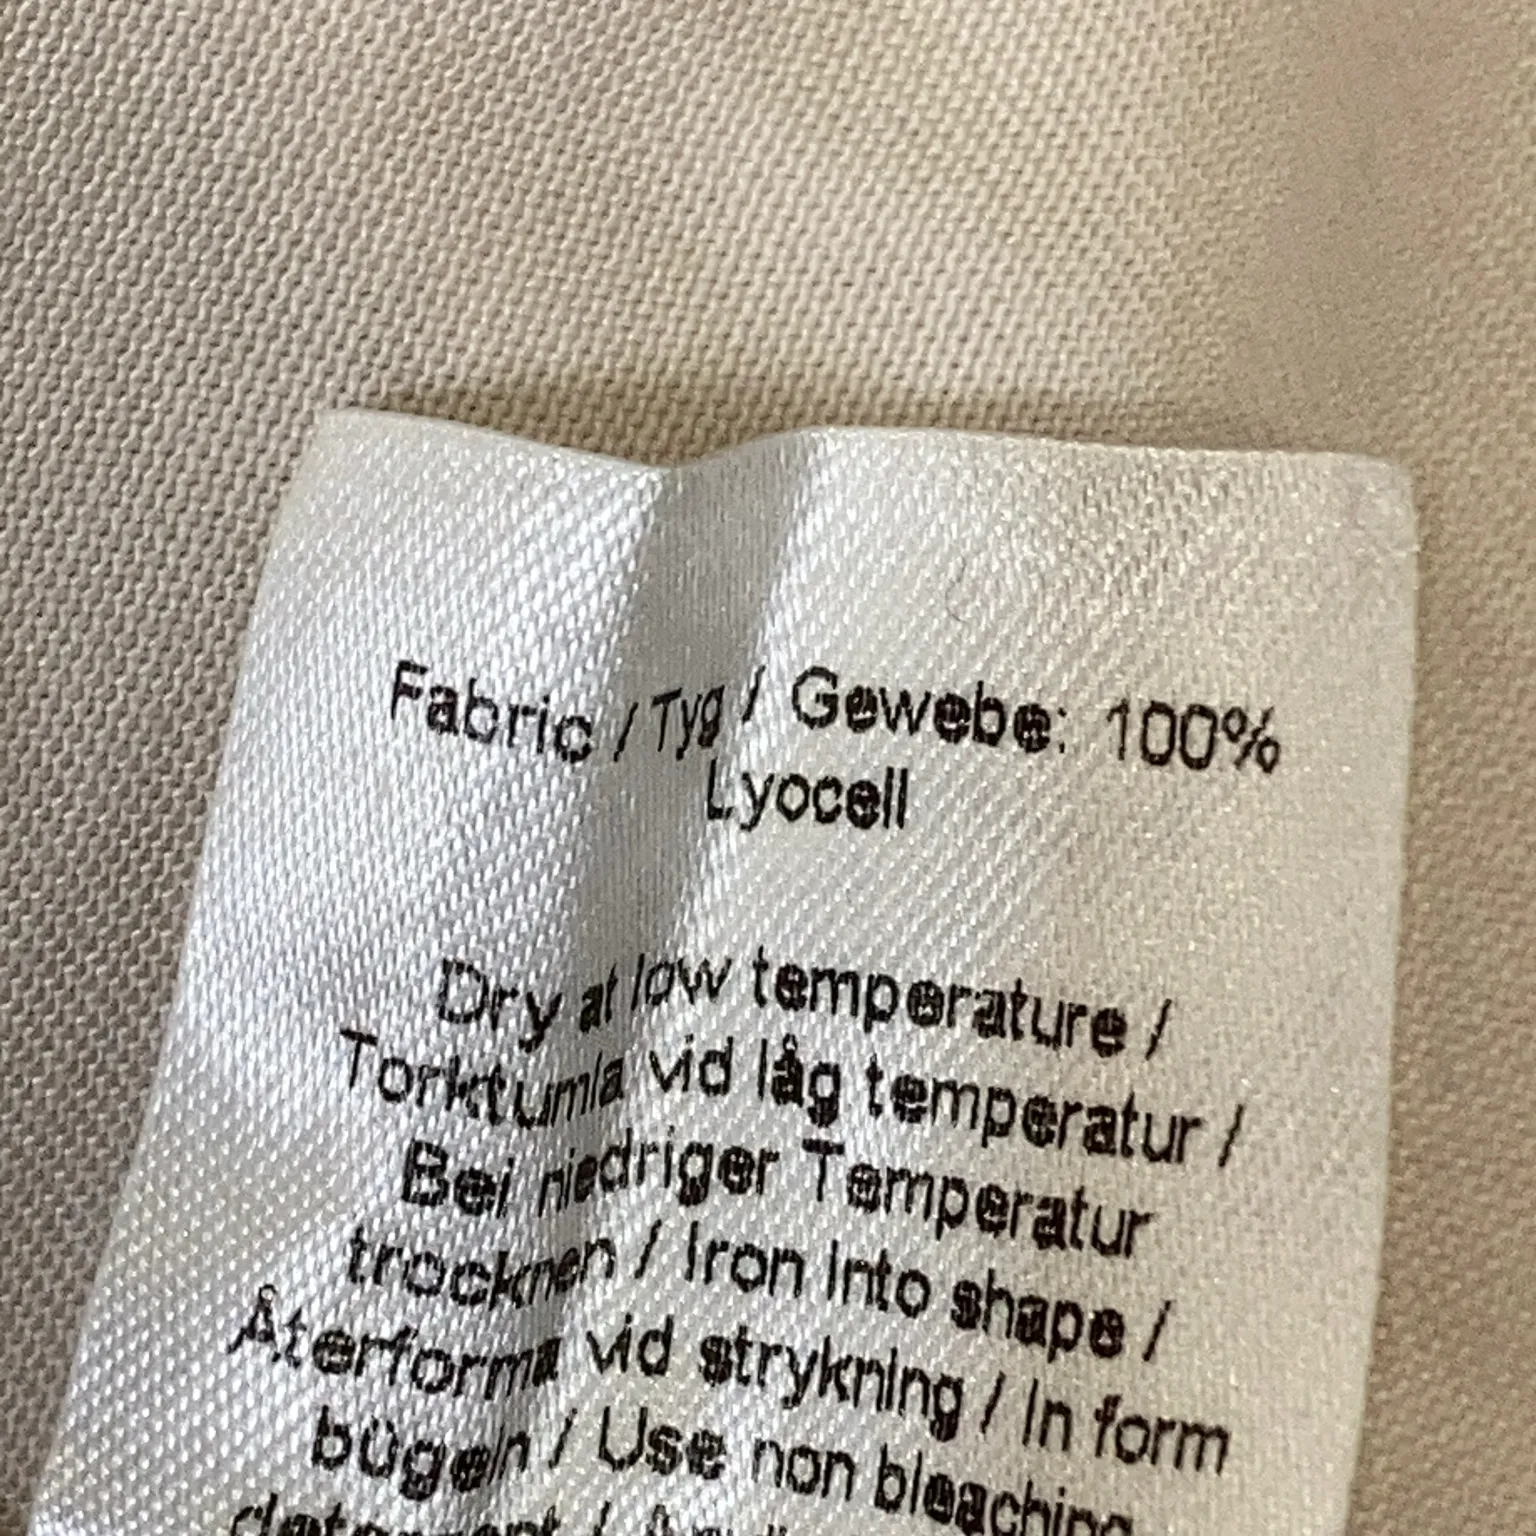 Fabric / Tyg / Gewebe: 100%
Lyocell
Dry at low temperature /
Torktumla vid låg temperatur /
Bei niedriger Temperatur
trocknen / Iron into shape /
Återforma vid strykning / In form
bügeln / Use non bleaching
detergent /